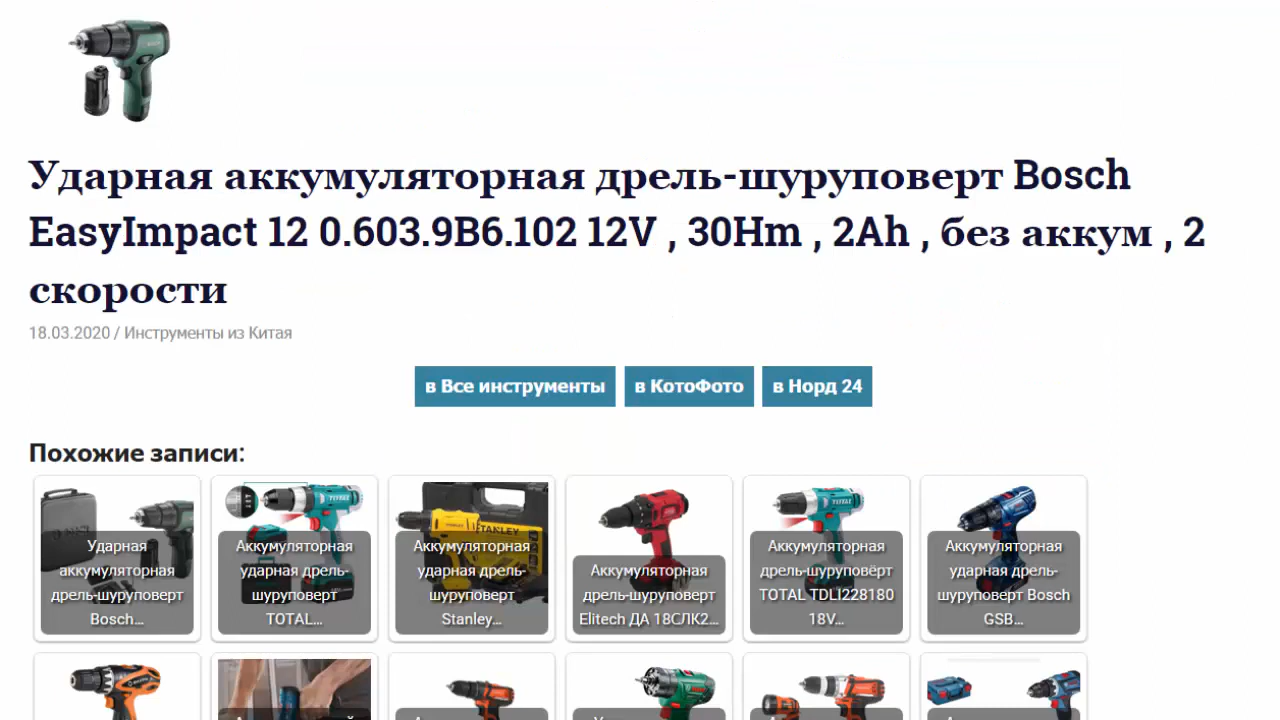 Ударная аккумуляторная дрель-шуруповерт Bosch
EasyImpact 12 0.603.9B6.102 12V , 30Hm , 2Ah , без аккум , 2
скорости
18.03.2020 / Инструменты из Китая
в Все инструменты
в КотоФото
в Норд 24
Похожие записи:
Ударная
аккумуляторная
дрель-шуруповерт
Bosch...
Аккумуляторная
ударная дрель-
шуруповерт
TOTAL...
Аккумуляторная
ударная дрель-
шуруповерт
Stanley...
Аккумуляторная
дрель-шуруповерт
Elitech ДА 18СЛК2...
Аккумуляторная
дрель-шуруповёрт
TOTAL TDLI228180
18V...
Аккумуляторная
ударная дрель-
шуруповерт Bosch
GSB...